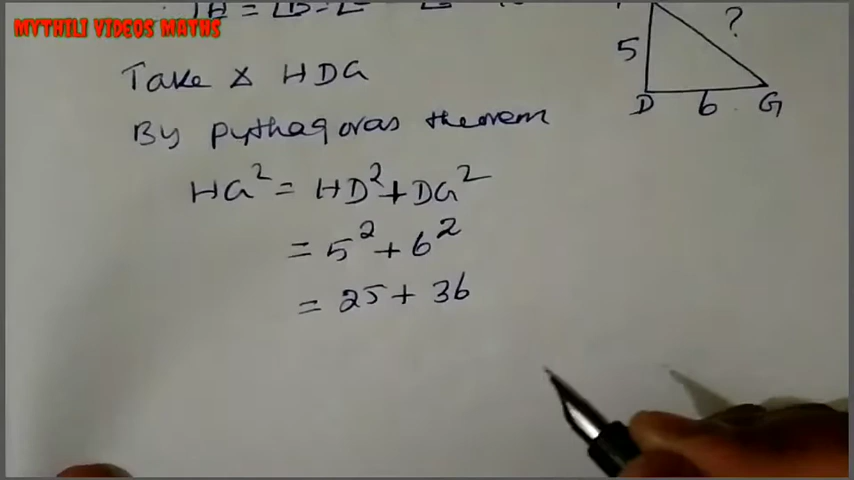 MYTHILI VIDEOS MATHS
?
5
Take △ HDG
D 6 G
By pythagoras theorem
HG² = HD² + DG²
= 5² + 6²
= 25 + 36